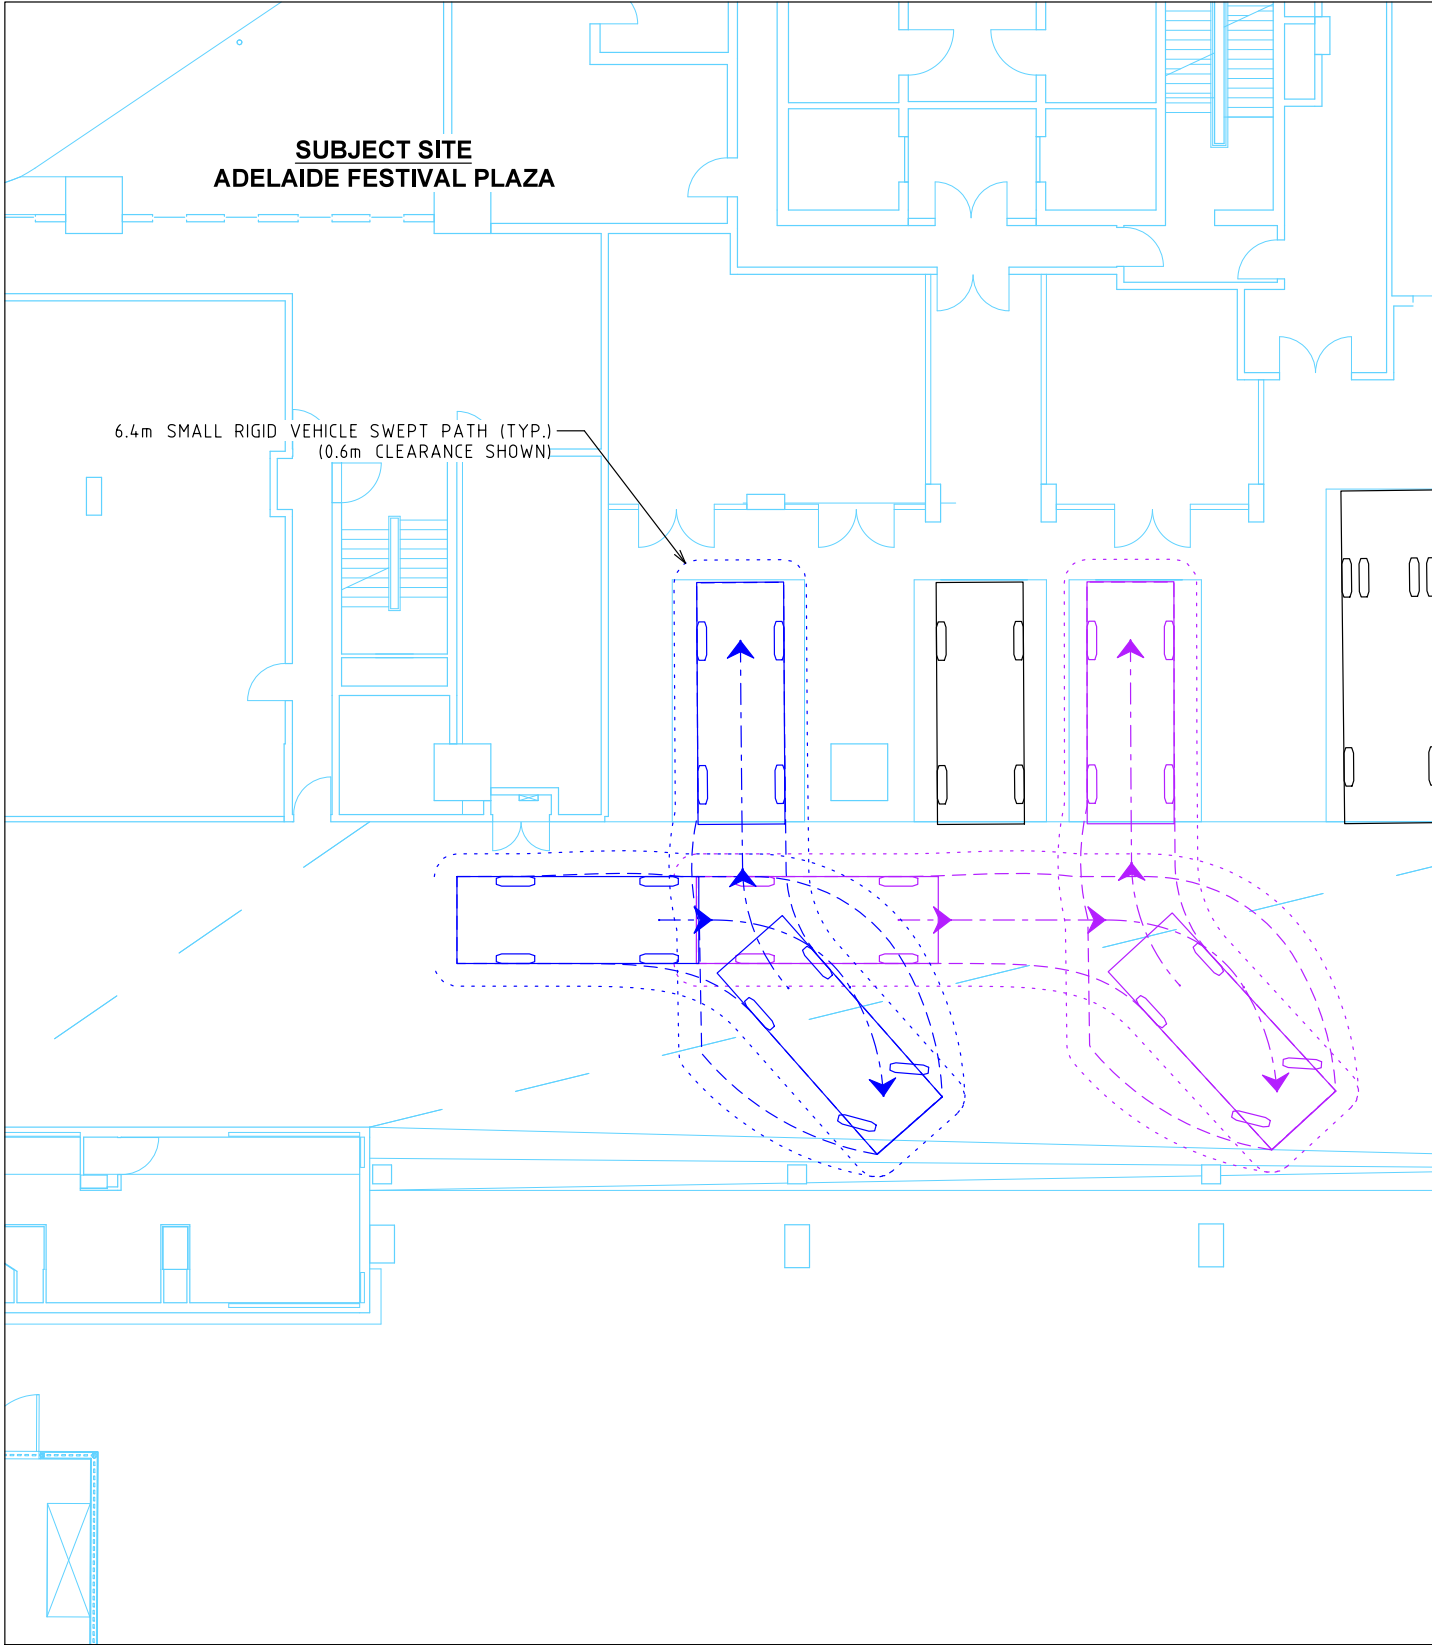 SUBJECT SITE
ADELAIDE FESTIVAL PLAZA
6.4m SMALL RIGID VEHICLE SWEPT PATH (TYP.)
(0.6m CLEARANCE SHOWN)